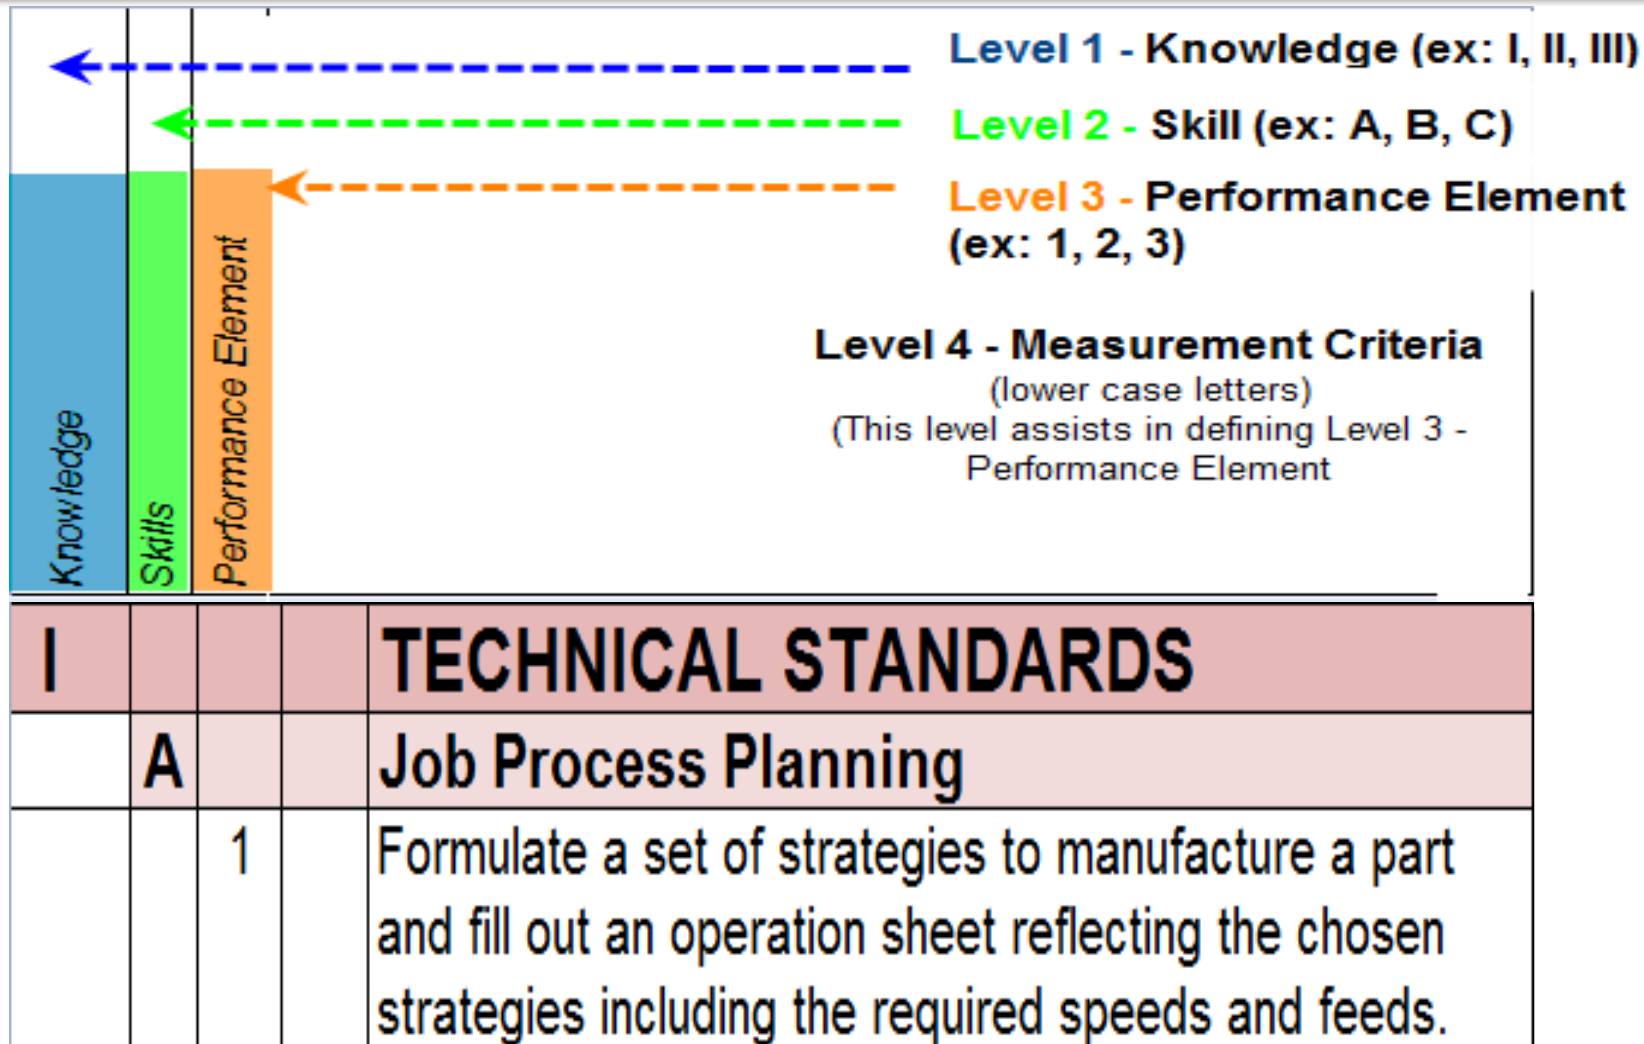 Level 1 - Knowledge (ex: I, II, III)
Level 2 - Skill (ex: A, B, C)
Level 3 - Performance Element
(ex: 1, 2, 3)
Level 4 - Measurement Criteria
(lower case letters)
(This level assists in defining Level 3 -
Performance Element
Knowledge
Skills
Performance Element
I TECHNICAL STANDARDS
A Job Process Planning
1 Formulate a set of strategies to manufacture a part
and fill out an operation sheet reflecting the chosen
strategies including the required speeds and feeds.